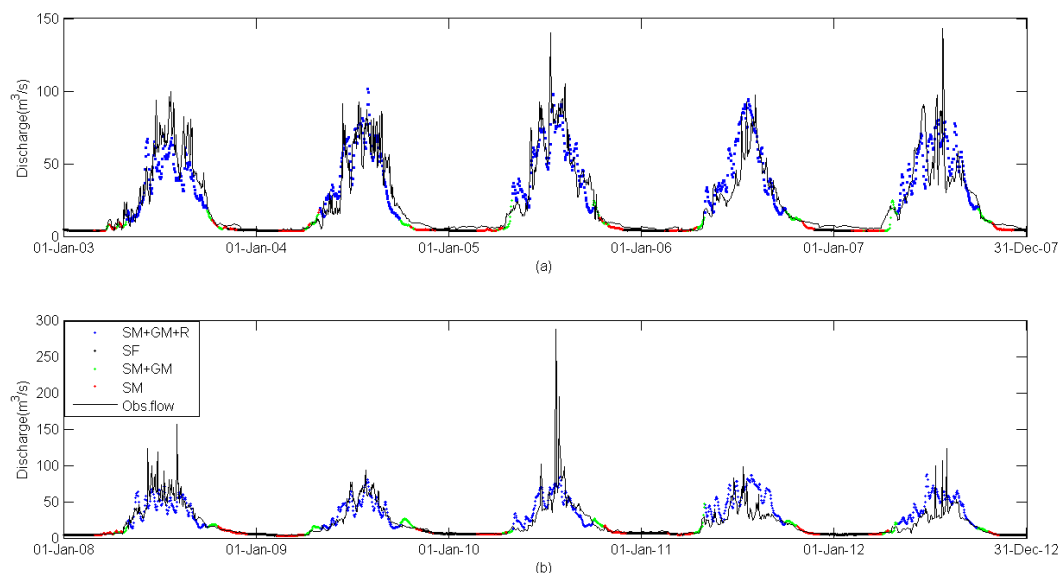 150
100
50
0
Discharge(m³/s)
01-Jan-03 01-Jan-04 01-Jan-05 01-Jan-06 01-Jan-07 31-Dec-07
(a)
300
250
200
150
100
50
0
Discharge(m³/s)
SM+GM+R
SF
SM+GM
SM
Obs.flow
01-Jan-08 01-Jan-09 01-Jan-10 01-Jan-11 01-Jan-12 31-Dec-12
(b)